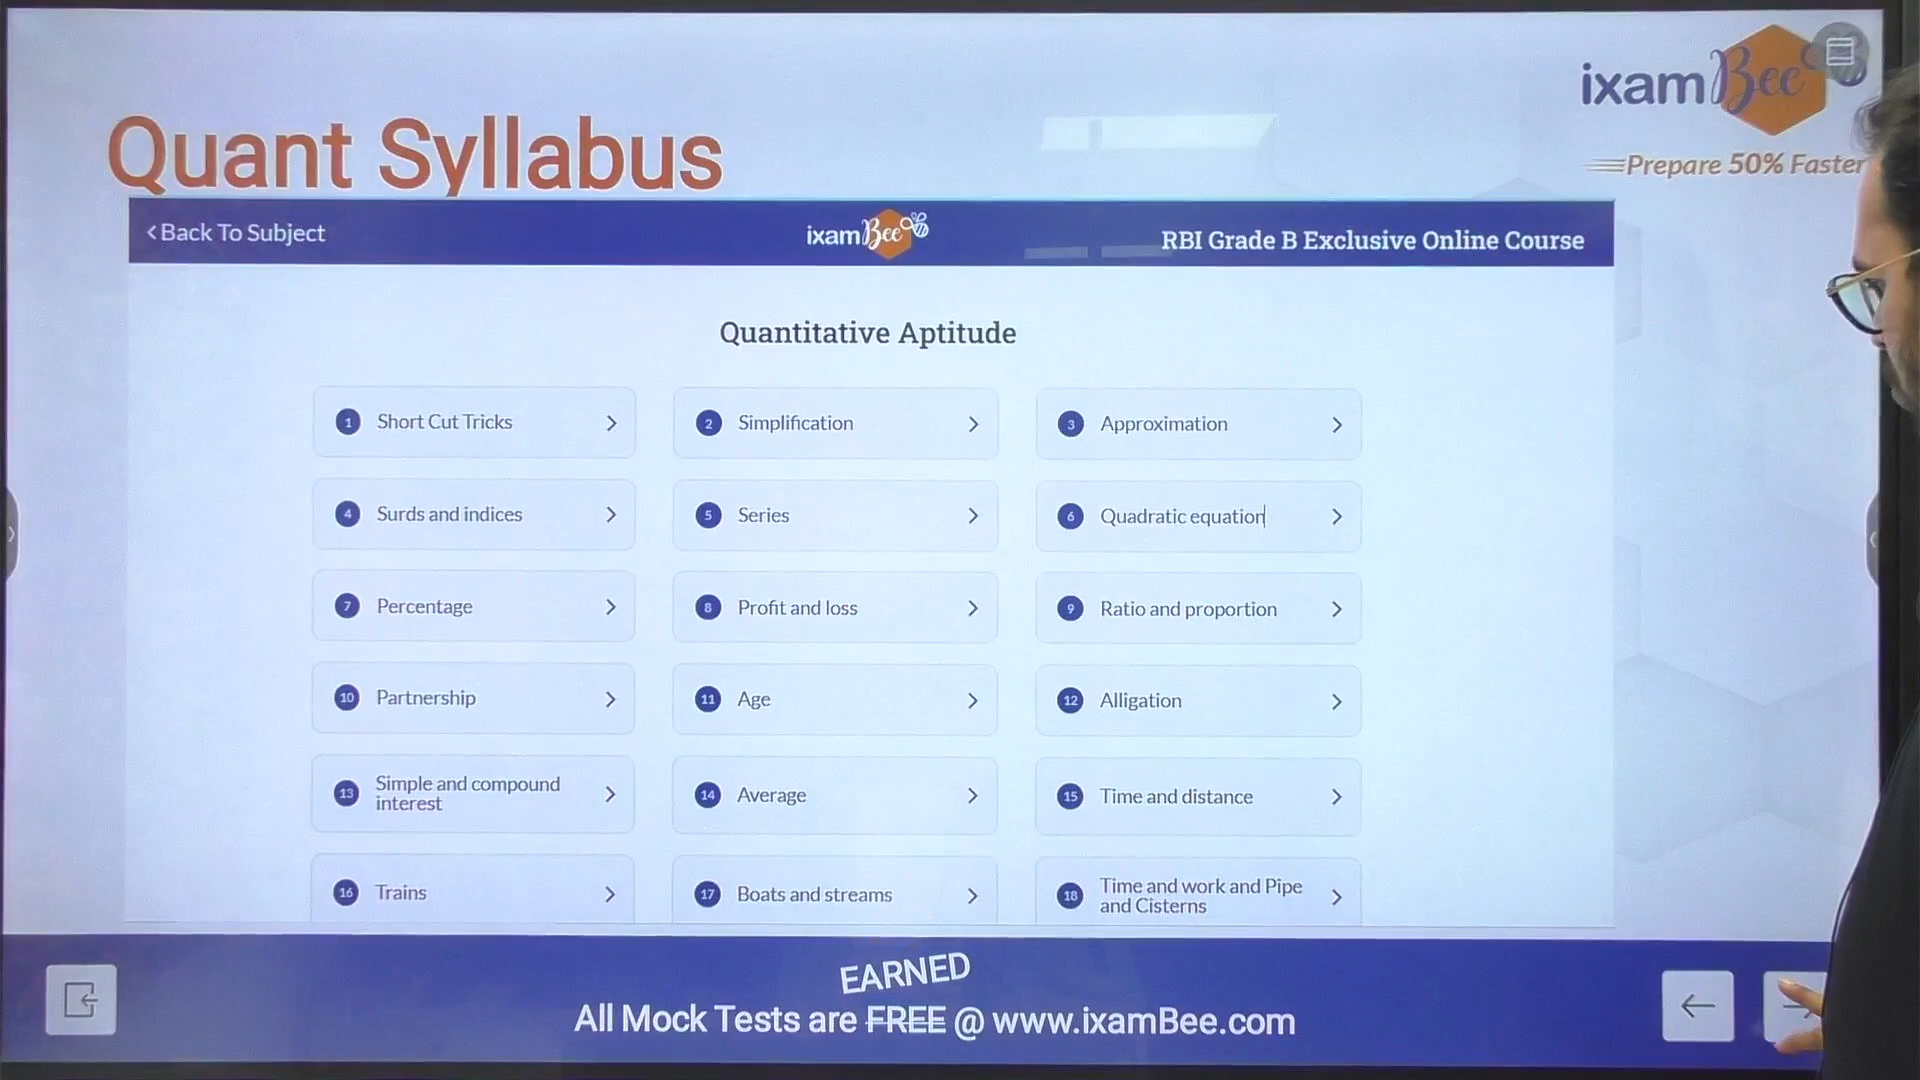 ixamBee
Prepare 50% Faster
Quant Syllabus
Back To Subject
ixamBee
RBI Grade B Exclusive Online Course
Quantitative Aptitude
1 Short Cut Tricks
2 Simplification
3 Approximation
4 Surds and indices
5 Series
6 Quadratic equation
7 Percentage
8 Profit and loss
9 Ratio and proportion
10 Partnership
11 Age
12 Alligation
13 Simple and compound
interest
14 Average
15 Time and distance
16 Trains
17 Boats and streams
18 Time and work and Pipe
and Cisterns
EARNED
All Mock Tests are FREE @ www.ixamBee.com